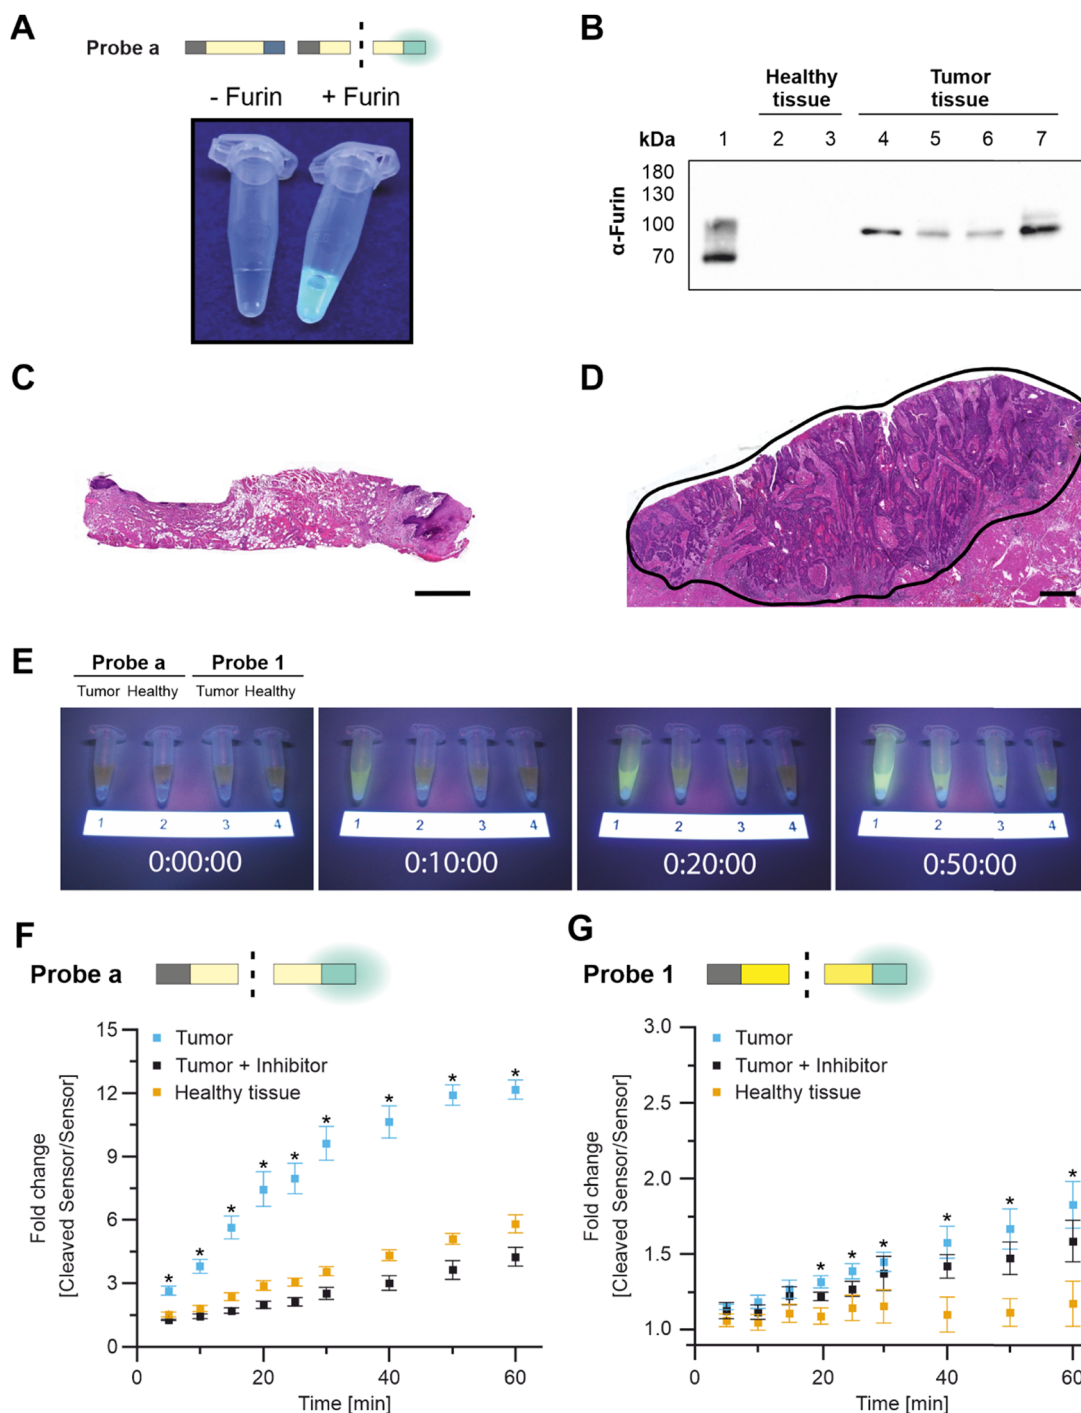 A
Probe a
- Furin + Furin
B
Healthy tissue
Tumor tissue
kDa 1 2 3 4 5 6 7
α-Furin
180
130
100
70
C
D
E
Probe a Probe 1
Tumor Healthy Tumor Healthy
1 2 3 4
0:00:00
1 2 3 4
0:10:00
1 2 3 4
0:20:00
1 2 3 4
0:50:00
F
Probe a
Tumor
Tumor + Inhibitor
Healthy tissue
Fold change
[Cleaved Sensor/Sensor]
15
12
9
6
3
0
* * * * * * * * *
0 20 40 60
Time [min]
G
Probe 1
Tumor
Tumor + Inhibitor
Healthy tissue
Fold change
[Cleaved Sensor/Sensor]
3.0
2.5
2.0
1.5
1.0
* * * * * *
0 20 40 60
Time [min]